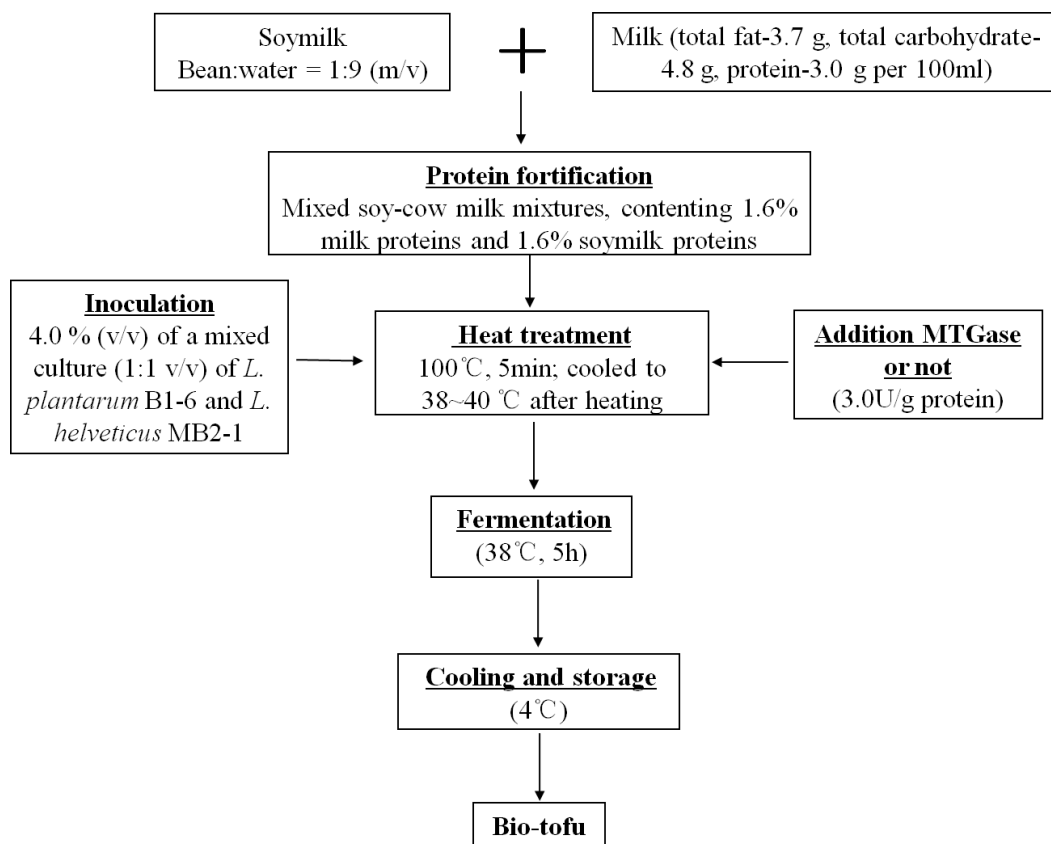 Soymilk
Bean:water = 1:9 (m/v)
Milk (total fat-3.7 g, total carbohydrate-
4.8 g, protein-3.0 g per 100ml)
Protein fortification
Mixed soy-cow milk mixtures, contenting 1.6%
milk proteins and 1.6% soymilk proteins
Inoculation
4.0 % (v/v) of a mixed
culture (1:1 v/v) of L.
plantarum B1-6 and L.
helveticus MB2-1
Heat treatment
100℃, 5min; cooled to
38~40 ℃ after heating
Addition MTGase
or not
(3.0U/g protein)
Fermentation
(38℃, 5h)
Cooling and storage
(4℃)
Bio-tofu